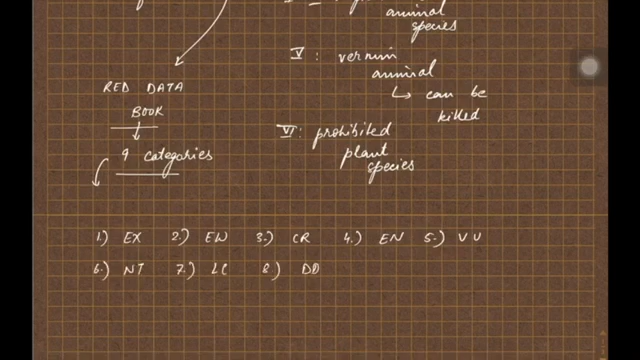 animal
species
V : vermin
animal
↳ can be
killed
RED DATA
BOOK
9 categories
VI : prohibited
plant
species
1.) EX 2.) EW 3.) CR 4.) EN 5.) VU
6.) NT 7.) LC 8.) DD